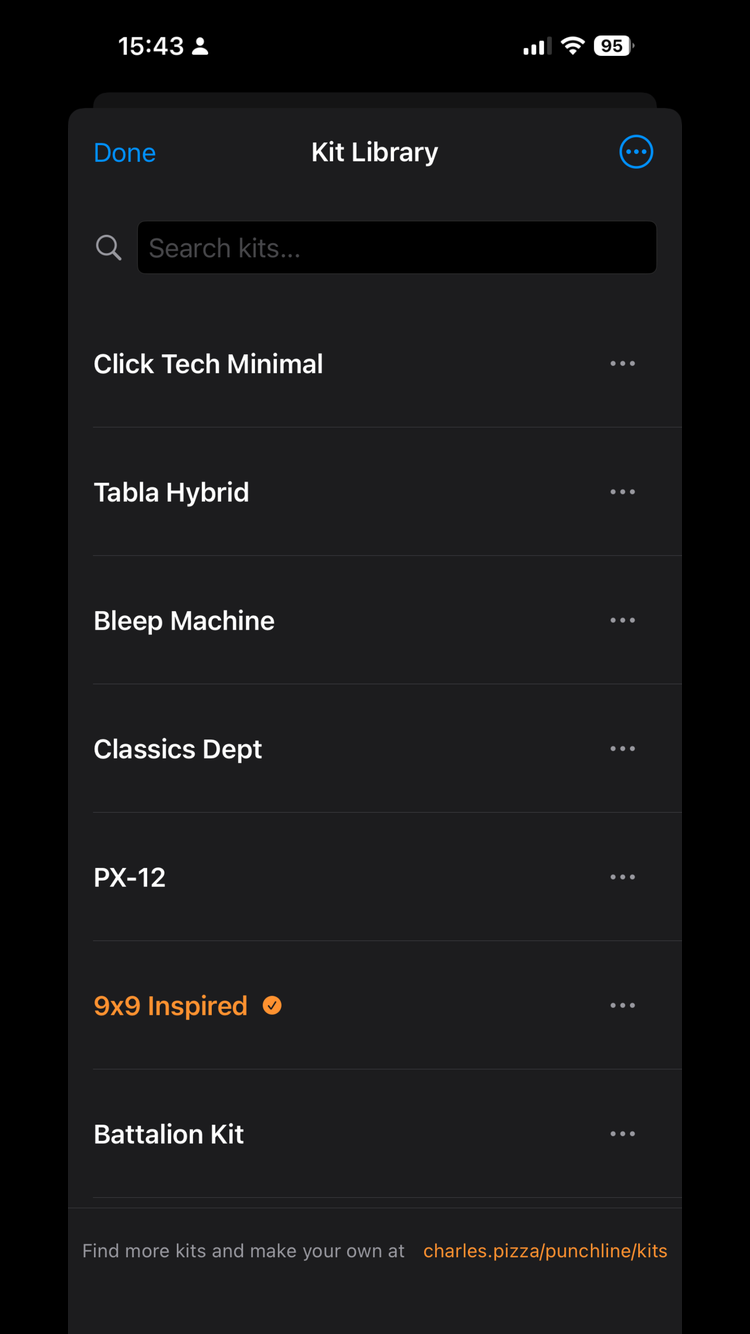 15:43
95
Done
Kit Library
Search kits...
Click Tech Minimal
Tabla Hybrid
Bleep Machine
Classics Dept
PX-12
9x9 Inspired
Battalion Kit
Find more kits and make your own at charles.pizza/punchline/kits